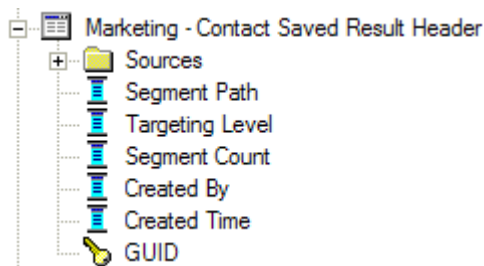 Marketing - Contact Saved Result Header
Sources
Segment Path
Targeting Level
Segment Count
Created By
Created Time
GUID